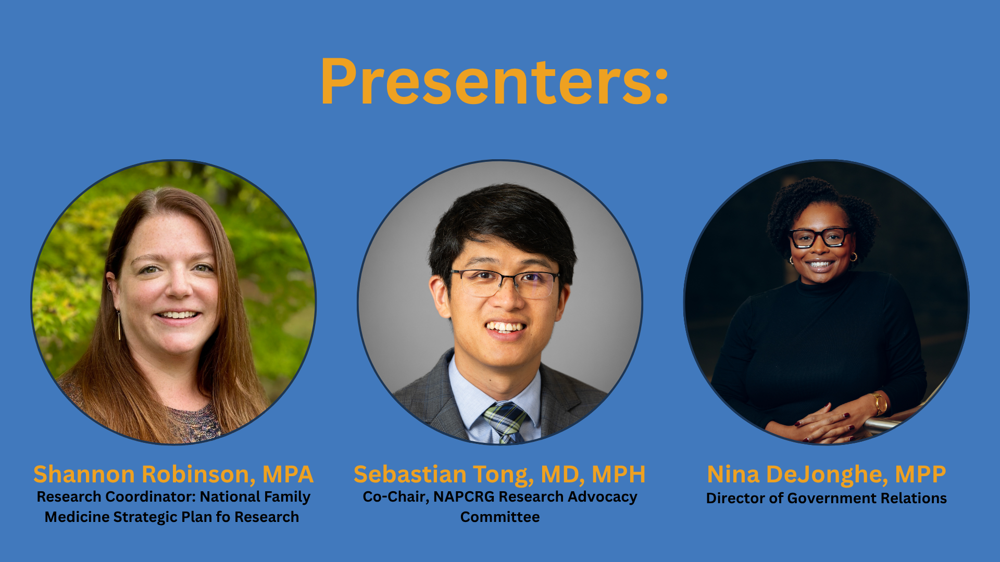 Presenters:
Shannon Robinson, MPA
Research Coordinator: National Family
Medicine Strategic Plan fo Research
Sebastian Tong, MD, MPH
Co-Chair, NAPCRG Research Advocacy
Committee
Nina DeJonghe, MPP
Director of Government Relations